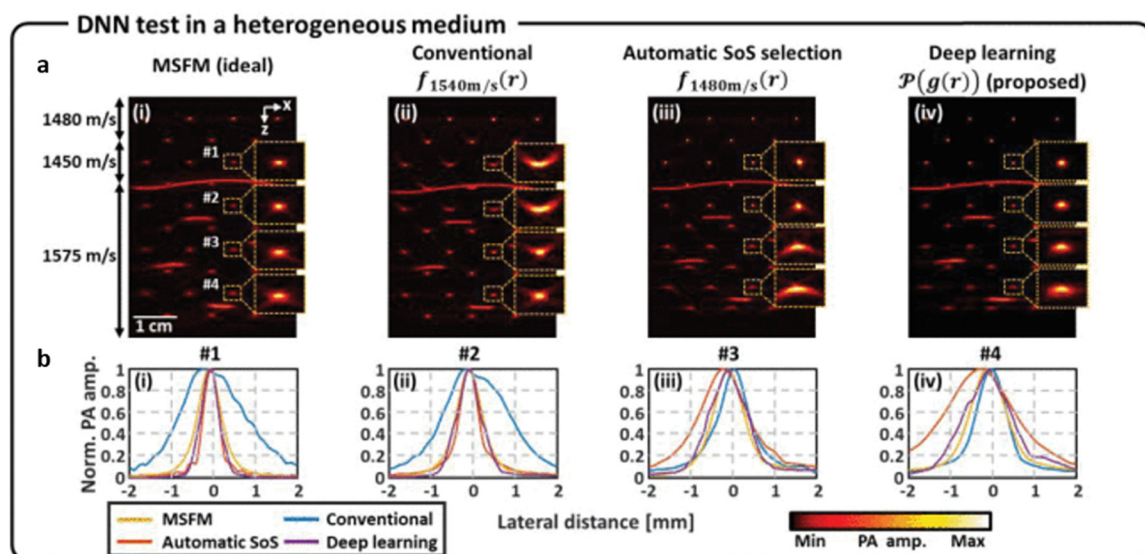 DNN test in a heterogeneous medium
a
MSFM (ideal)
Conventional
f1540m/s(r)
Automatic SoS selection
f1480m/s(r)
Deep learning
𝒫(g(r)) (proposed)
1480 m/s
1450 m/s
1575 m/s
(i)
X
Z
#1
#2
#3
#4
1 cm
(ii)
(iii)
(iv)
b
Norm. PA amp.
#1
(i)
1
0.8
0.6
0.4
0.2
0
-2 -1 0 1 2
#2
(ii)
1
0.8
0.6
0.4
0.2
0
-2 -1 0 1 2
#3
(iii)
1
0.8
0.6
0.4
0.2
0
-2 -1 0 1 2
#4
(iv)
1
0.8
0.6
0.4
0.2
0
-2 -1 0 1 2
MSFM
Conventional
Automatic SoS
Deep learning
Lateral distance [mm]
Min PA amp. Max